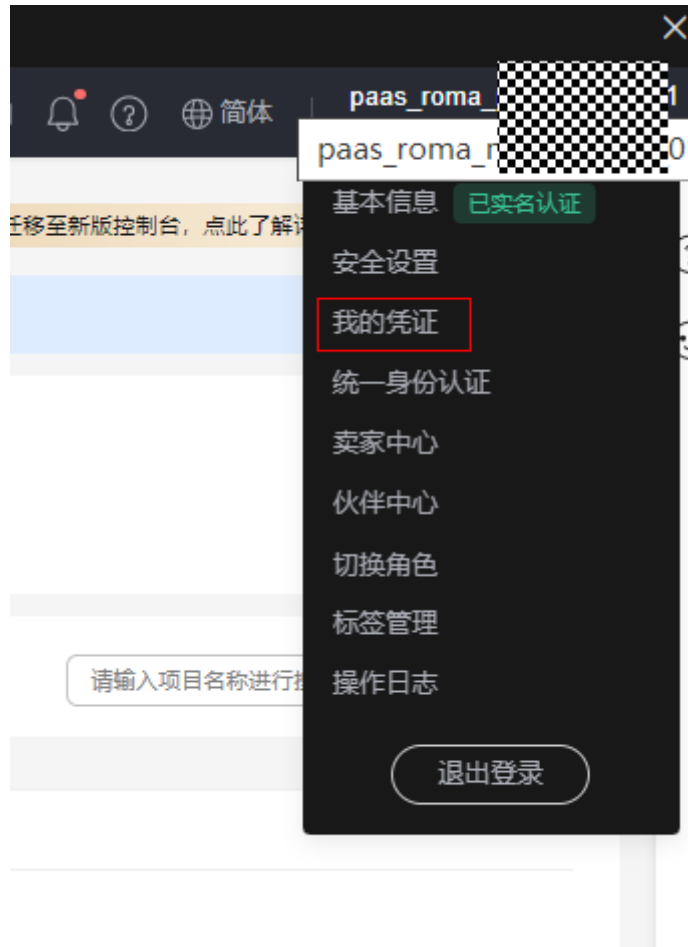 简体
paas_roma_ 1
paas_roma_ 0
基本信息 已实名认证
迁移至新版控制台，点此了解
安全设置
我的凭证
统一身份认证
卖家中心
伙伴中心
切换角色
标签管理
请输入项目名称进行
操作日志
退出登录